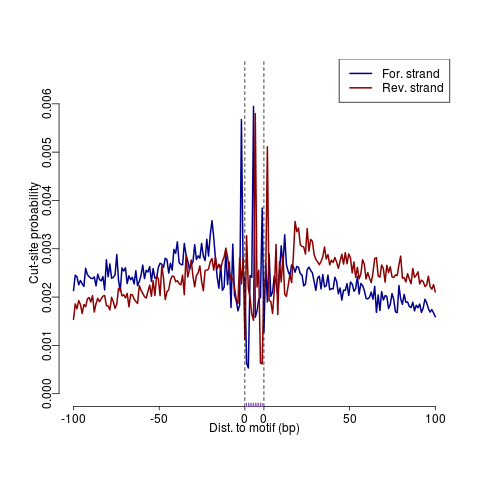 For. strand
Rev. strand
Cut-site probability
0.006
0.005
0.004
0.003
0.002
0.001
0.000
-100 -50 0 0 50 100
Dist. to motif (bp)